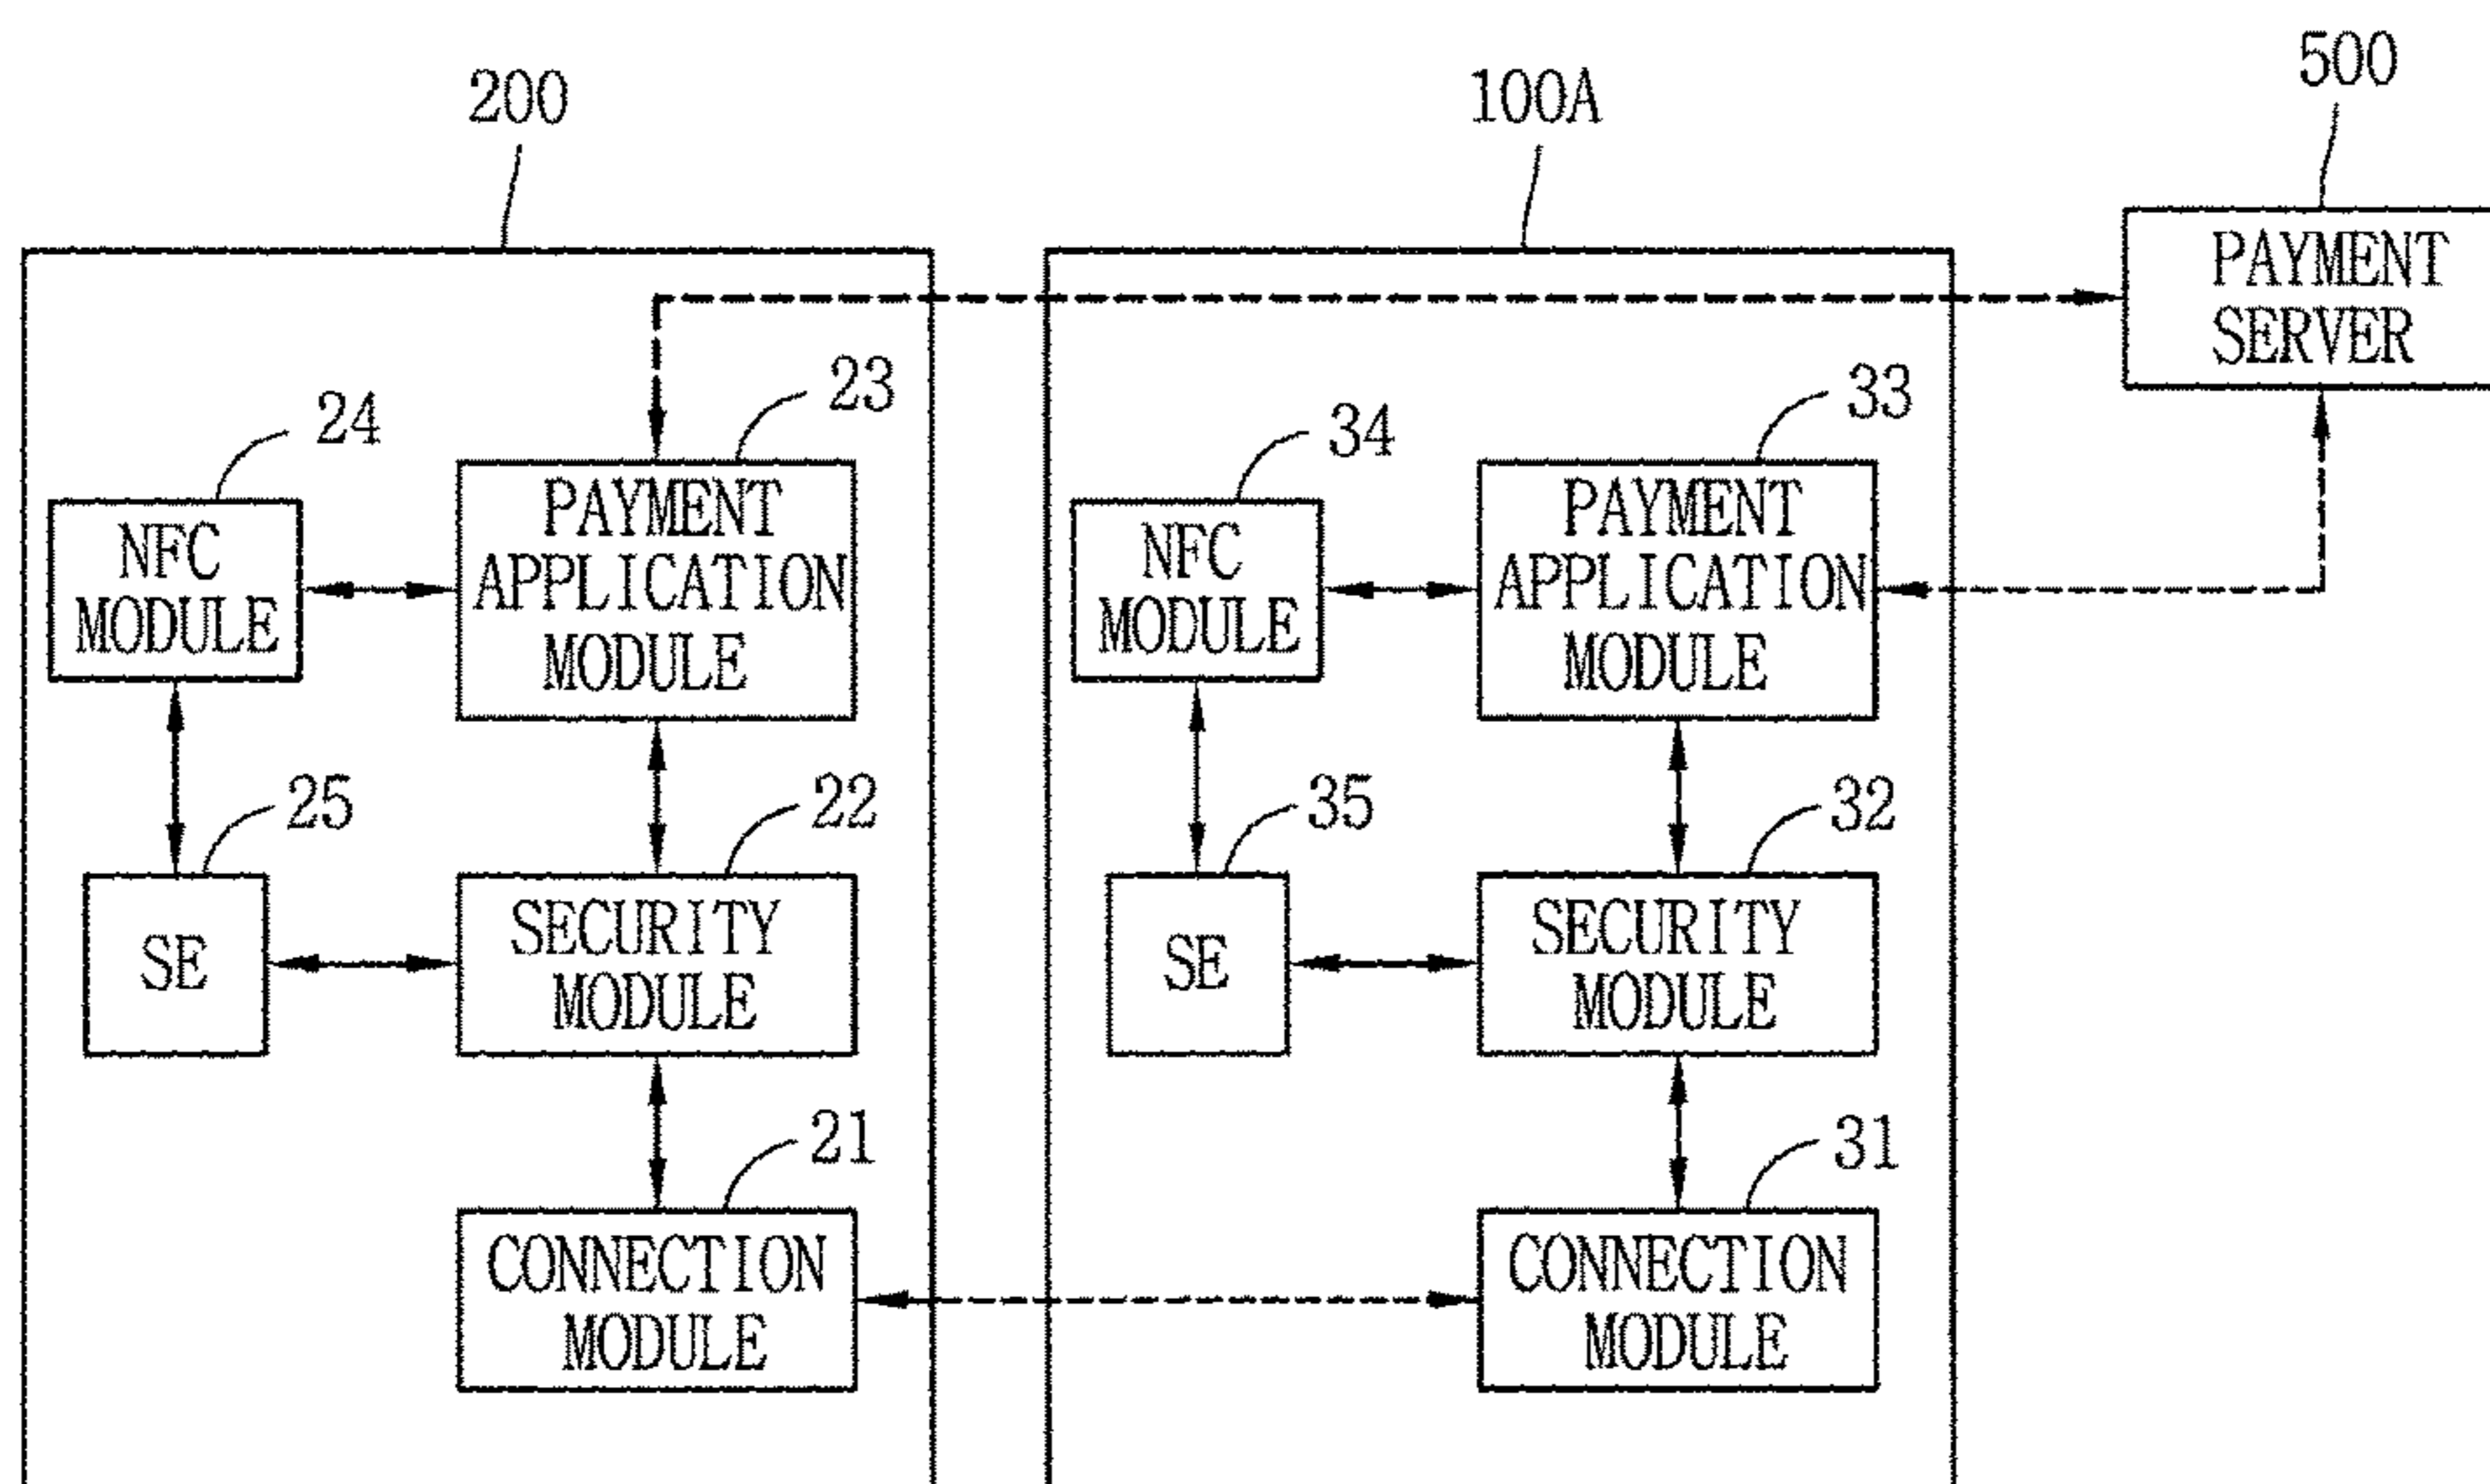 200
100A
500
PAYMENT
SERVER
23
33
24
34
NFC
MODULE
PAYMENT
APPLICATION
MODULE
NFC
MODULE
PAYMENT
APPLICATION
MODULE
25
22
35
32
SE
SECURITY
MODULE
SE
SECURITY
MODULE
21
31
CONNECTION
MODULE
CONNECTION
MODULE